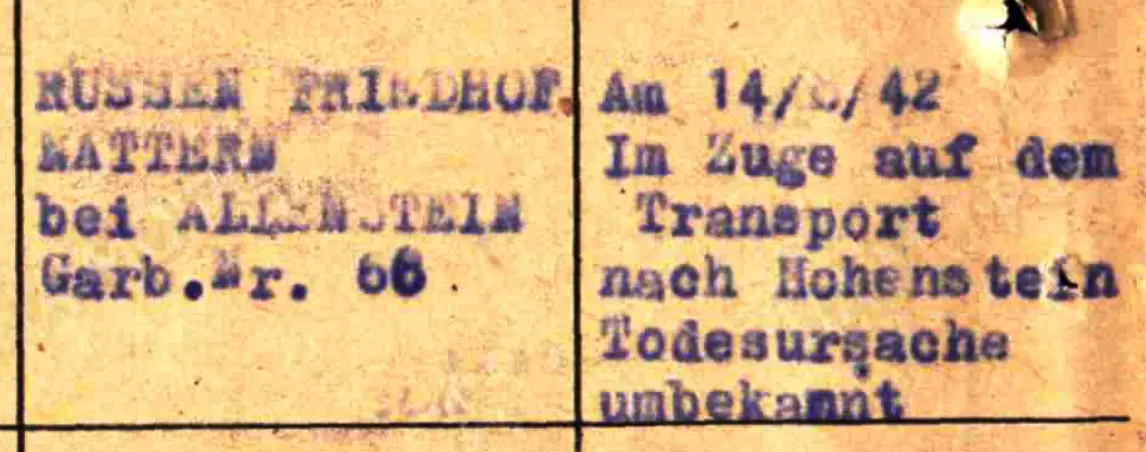 RUSSEN FRIEDHOF.
WATTERN
bei ALLENSTEIN
Garb.Nr. 66 .
Am 14/ /42
Im Zuge auf dem
Transport
nach Hohenstein
Todesursache
umbekannt